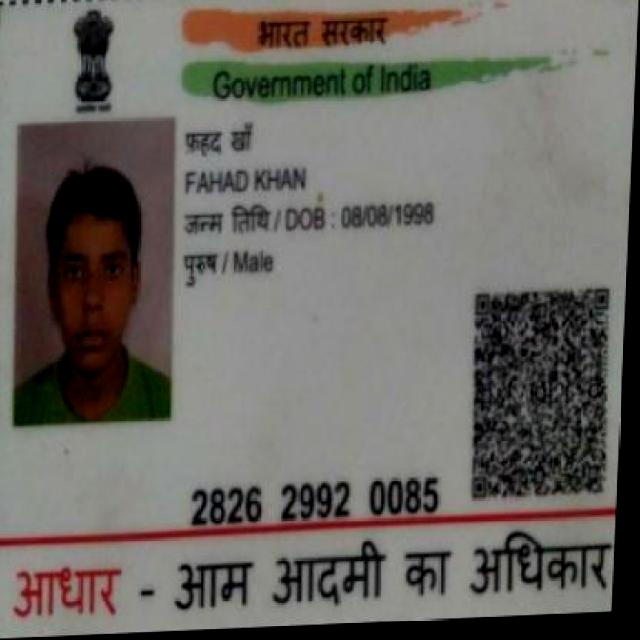 भारत सरकार
Government of India
फहद खाँ
FAHAD KHAN
जन्म तिथि / DOB : 08/08/1998
पुरुष / Male
2826 2992 0085
आधार - आम आदमी का अधिकार